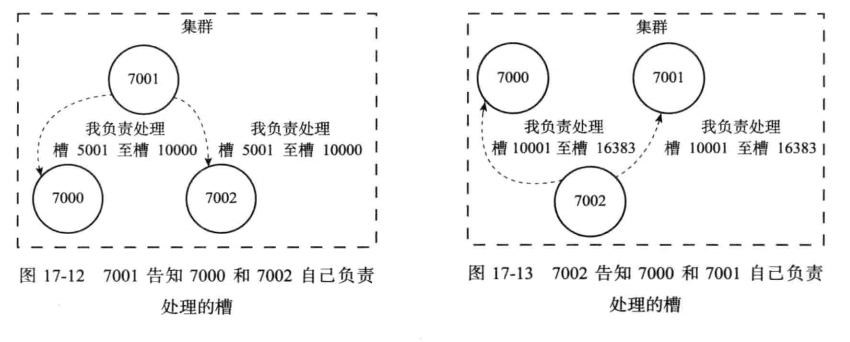 集群
7001
我负责处理
槽 5001 至槽 10000
我负责处理
槽 5001 至槽 10000
7000
7002
图 17-12 7001 告知 7000 和 7002 自己负责
处理的槽
集群
7000
7001
我负责处理
槽 10001 至槽 16383
我负责处理
槽 10001 至槽 16383
7002
图 17-13 7002 告知 7000 和 7001 自己负责
处理的槽